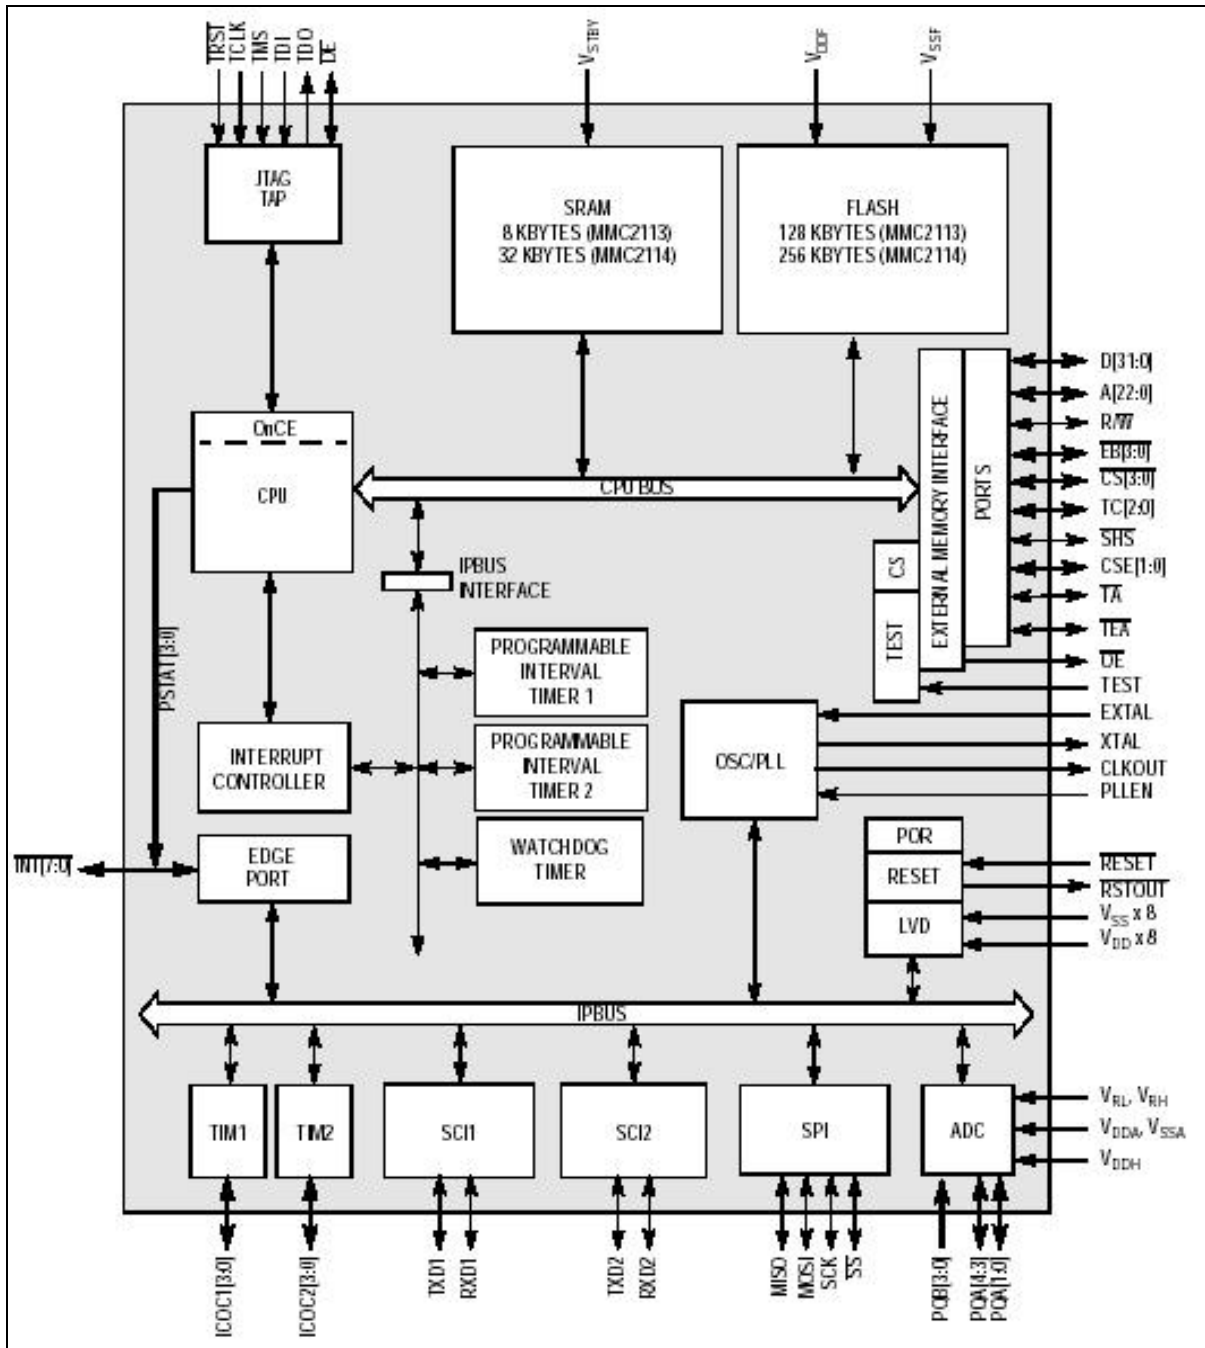 TRST
TCLK
TMS
TDI
TDO
DE
VSTBY
VDDF
VSSF
JTAG
TAP
SRAM
8 KBYTES (MMC2113)
32 KBYTES (MMC2114)
FLASH
128 KBYTES (MMC2113)
256 KBYTES (MMC2114)
OnCE
CPU
CPU BUS
EXTERNAL MEMORY INTERFACE
PORTS
CS
TEST
D[31:0]
A[22:0]
R/W
EB[3:0]
CS[3:0]
TC[2:0]
SHS
CSE[1:0]
TA
TEA
OE
TEST
EXTAL
XTAL
CLKOUT
PLLEN
IPBUS
INTERFACE
PSTAT[3:0]
PROGRAMMABLE
INTERVAL
TIMER 1
INTERRUPT
CONTROLLER
PROGRAMMABLE
INTERVAL
TIMER 2
OSC/PLL
EDGE
PORT
WATCHDOG
TIMER
INT[7:0]
POR
RESET
LVD
RESET
RSTOUT
VSS x 8
VDD x 8
IPBUS
TIM1
TIM2
SCI1
SCI2
SPI
ADC
VRL, VRH
VDDA, VSSA
VDDH
ICOC1[3:0]
ICOC2[3:0]
TXD1
RXD1
TXD2
RXD2
MISO
MOSI
SCK
SS
PQB[3:0]
PQA[4:3]
PQA[1:0]